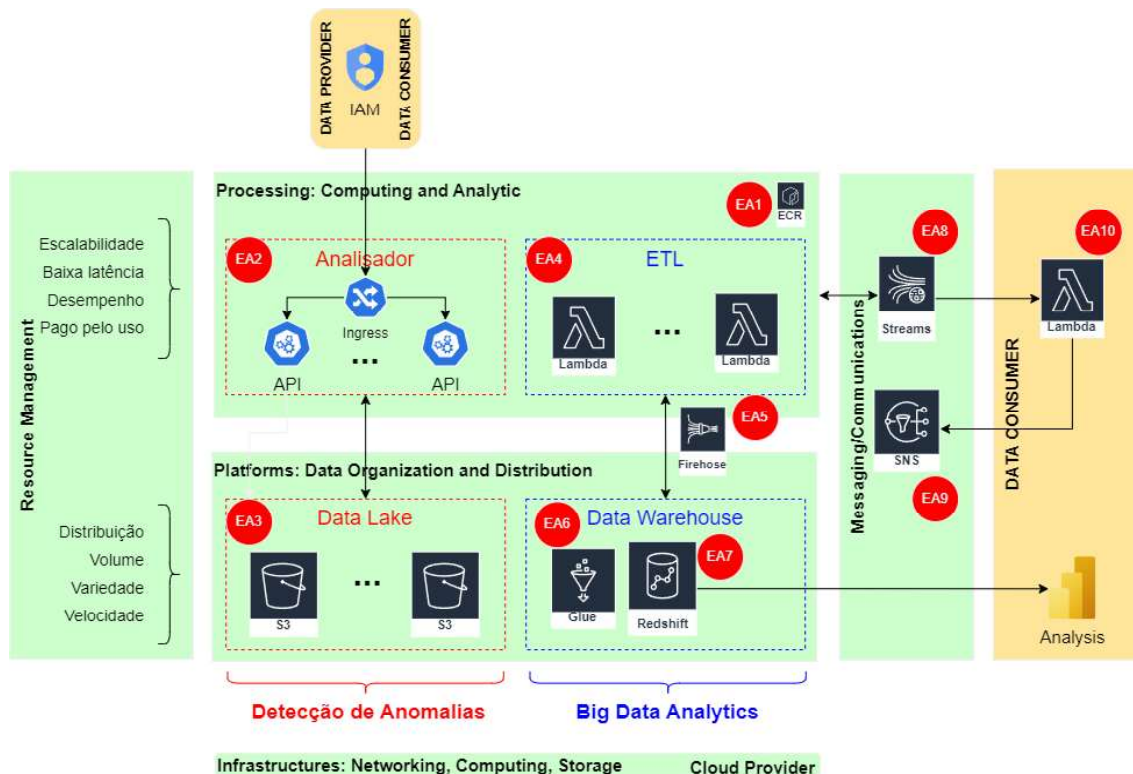 DATA PROVIDER
IAM
DATA CONSUMER
Resource Management
Escalabilidade
Baixa latência
Desempenho
Pago pelo uso
Distribuição
Volume
Variedade
Velocidade
Processing: Computing and Analytic
EA1
ECR
EA2
Analisador
Ingress
API
...
API
EA4
ETL
Lambda
...
Lambda
EA5
Firehose
Platforms: Data Organization and Distribution
EA3
Data Lake
S3
...
S3
EA6
Data Warehouse
EA7
Glue
Redshift
Messaging/Communications
EA8
Streams
SNS
EA9
DATA CONSUMER
EA10
Lambda
Analysis
Detecção de Anomalias
Big Data Analytics
Infrastructures: Networking, Computing, Storage
Cloud Provider